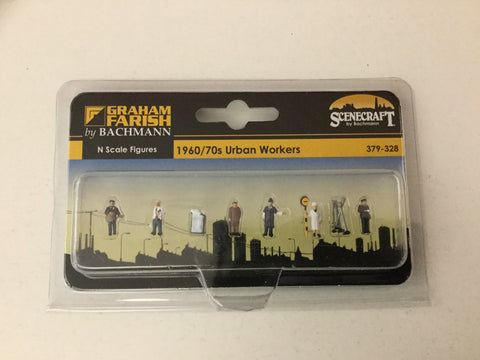 GRAHAM
FARISH
by BACHMANN
SCENECRAFT
by Bachmann
N Scale Figures
1960/70s Urban Workers
379-328